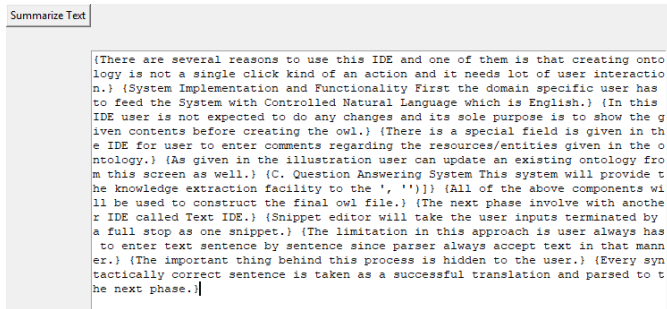 Summarize Text
{There are several reasons to use this IDE and one of them is that creating onto
logy is not a single click kind of an action and it needs lot of user interactio
n.} {System Implementation and Functionality First the domain specific user has
to feed the System with Controlled Natural Language which is English.} {In this
IDE user is not expected to do any changes and its sole purpose is to show the g
iven contents before creating the owl.} {There is a special field is given in th
e IDE for user to enter comments regarding the resources/entities given in the o
ntology.} {As given in the illustration user can update an existing ontology fro
m this screen as well.} {C. Question Answering System This system will provide t
he knowledge extraction facility to the ', '')]} {All of the above components wi
ll be used to construct the final owl file.} {The next phase involve with anothe
r IDE called Text IDE.} {Snippet editor will take the user inputs terminated by
a full stop as one snippet.} {The limitation in this approach is user always has
to enter text sentence by sentence since parser always accept text in that mann
er.} {The important thing behind this process is hidden to the user.} {Every syn
tactically correct sentence is taken as a successful translation and parsed to t
he next phase.}